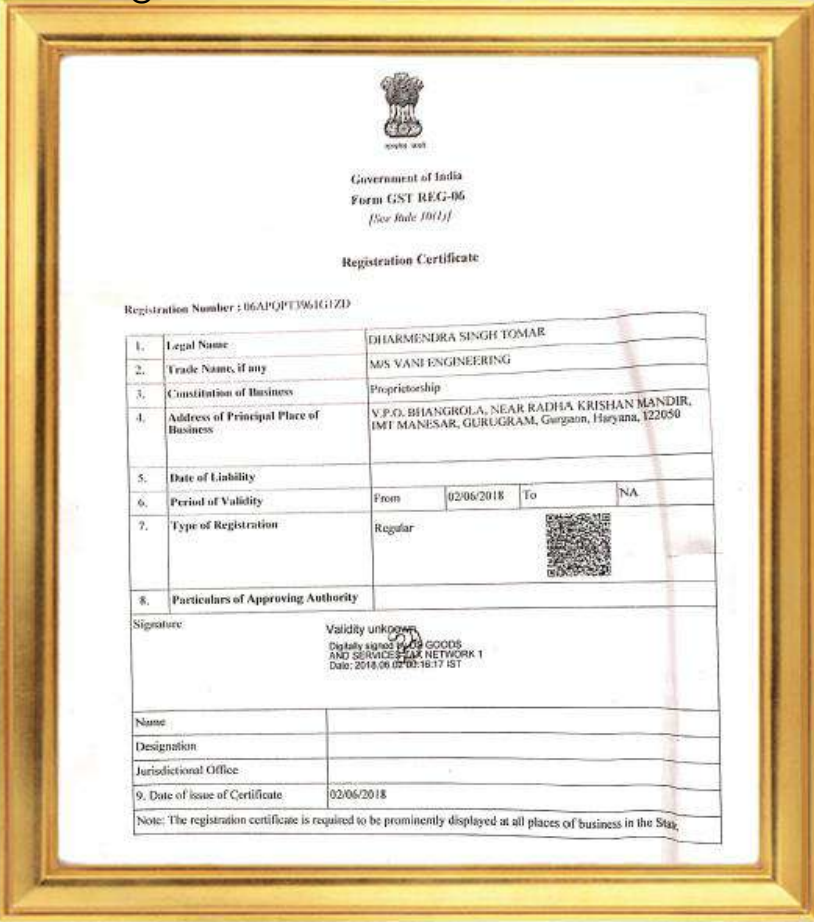 Government of India
Form GST REG-06
[See Rule 10(1)]
Registration Certificate
Registration Number : 06APQPT3961G1ZD
1. Legal Name DHARMENDRA SINGH TOMAR
2. Trade Name, if any M/S VANI ENGINEERING
3. Constitution of Business Proprietorship
4. Address of Principal Place of V.P.O. BHANGROLA, NEAR RADHA KRISHAN MANDIR,
Business IMT MANESAR, GURUGRAM, Gurgaon, Haryana, 122050
5. Date of Liability
6. Period of Validity From 02/06/2018 To NA
7. Type of Registration Regular
8. Particulars of Approving Authority
Signature
Validity unknown
Digitally signed by DS GOODS
AND SERVICES TAX NETWORK 1
Date: 2018.06.02 00:16:17 IST
Name
Designation
Jurisdictional Office
9. Date of issue of Certificate 02/06/2018
Note: The registration certificate is required to be prominently displayed at all places of business in the State.